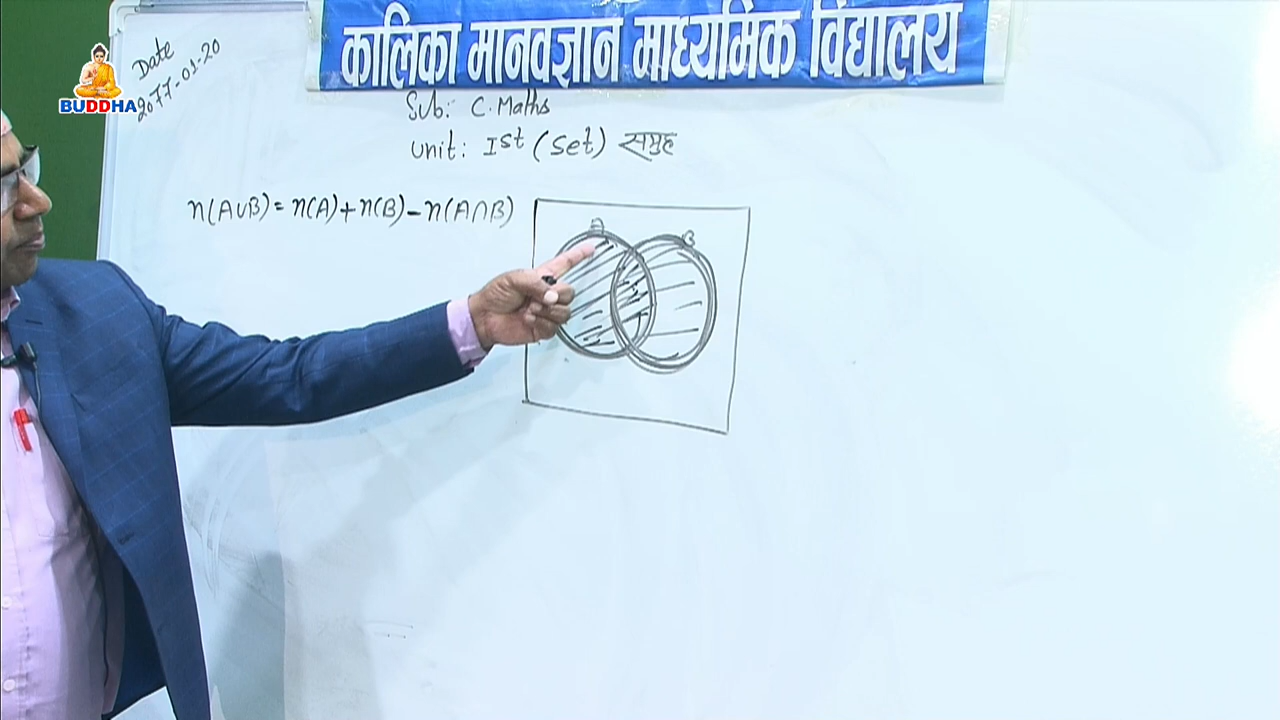 कालिका मानवज्ञान माध्यमिक विद्यालय
BUDDHA
Date
2077-01-20
Sub: C. Maths
Unit: Ist (Set) समुह
n(A∪B) = n(A)+n(B)-n(A∩B)
B